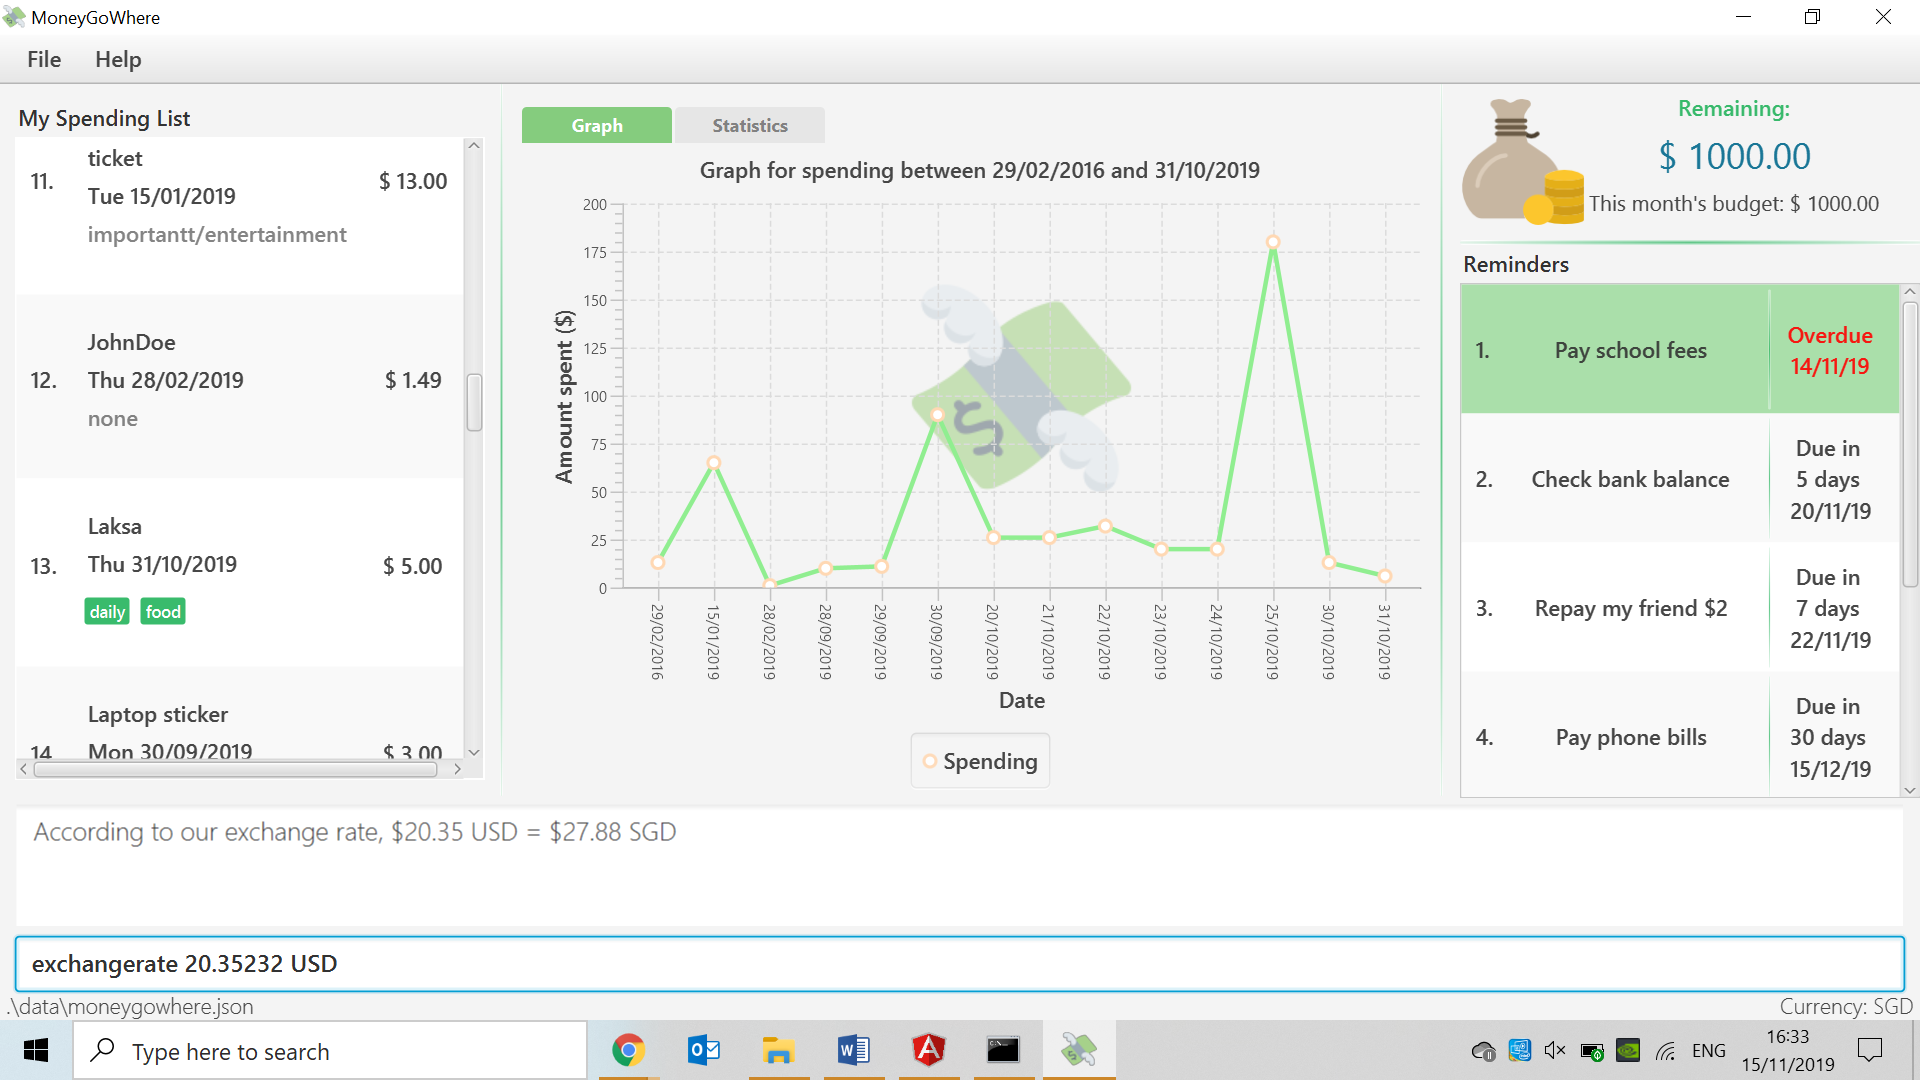 MoneyGoWhere
File Help
My Spending List
11.
ticket
Tue 15/01/2019
importantt/entertainment
$ 13.00
12.
JohnDoe
Thu 28/02/2019
none
$ 1.49
13.
Laksa
Thu 31/10/2019
daily food
$ 5.00
14
Laptop sticker
Mon 30/09/2019
$ 3.00
Graph Statistics
Graph for spending between 29/02/2016 and 31/10/2019
Amount spent ($)
200
175
150
125
100
75
50
25
0
29/02/2016
15/01/2019
28/02/2019
28/09/2019
29/09/2019
30/09/2019
20/10/2019
21/10/2019
22/10/2019
23/10/2019
24/10/2019
25/10/2019
30/10/2019
31/10/2019
Date
Spending
Remaining:
$ 1000.00
This month's budget: $ 1000.00
Reminders
1.
Pay school fees
Overdue
14/11/19
2.
Check bank balance
Due in
5 days
20/11/19
3.
Repay my friend $2
Due in
7 days
22/11/19
4.
Pay phone bills
Due in
30 days
15/12/19
According to our exchange rate, $20.35 USD = $27.88 SGD
exchangerate 20.35232 USD
.\data\moneygowhere.json
Currency: SGD
Type here to search
ENG
16:33
15/11/2019